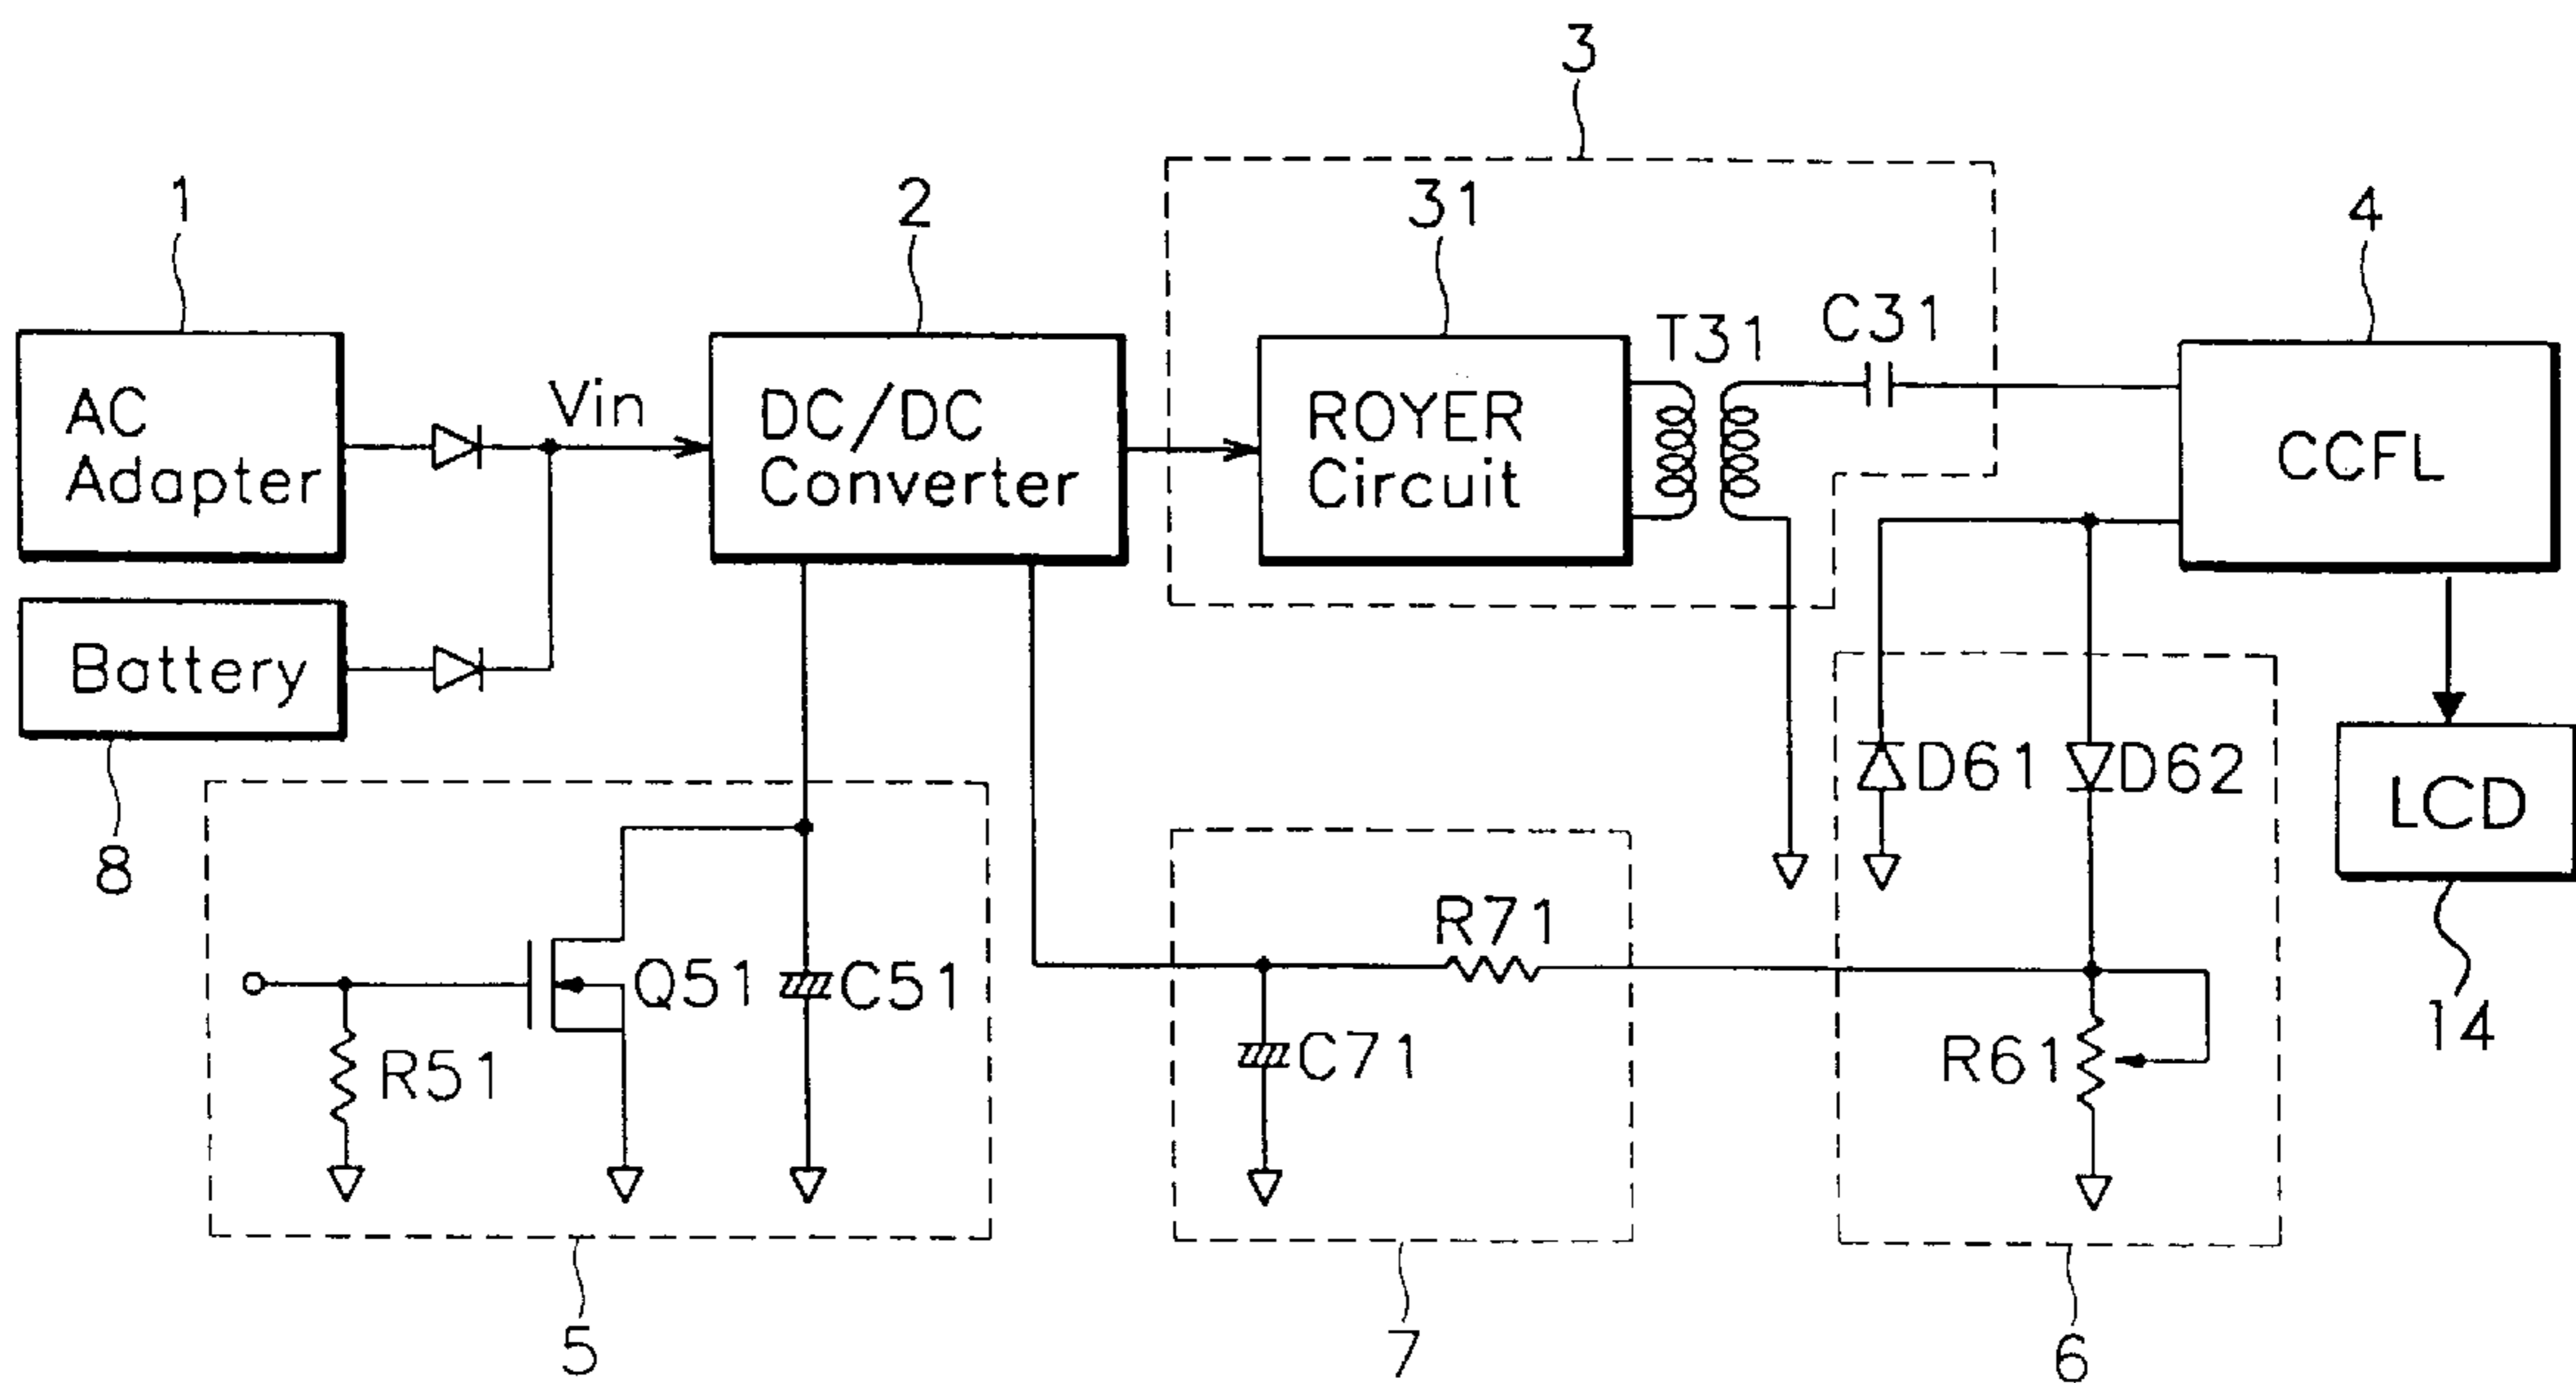 3
1
2
31
4
AC
Adapter
Vin
DC/DC
Converter
ROYER
Circuit
T31
C31
CCFL
Battery
8
D61
D62
LCD
14
Q51
C51
R51
R71
C71
R61
5
7
6